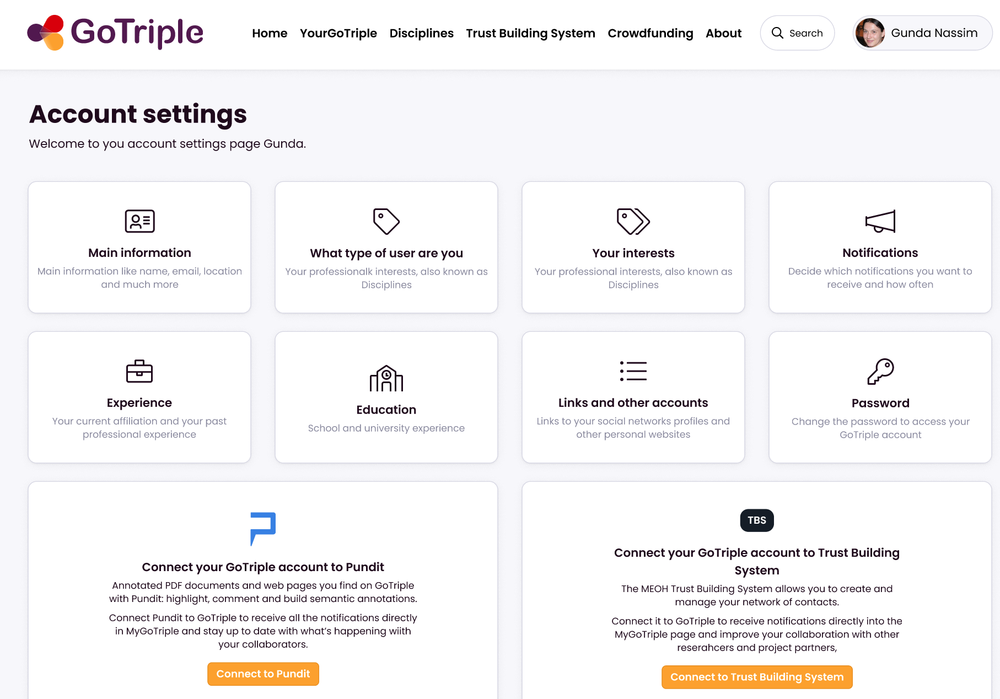 GoTriple
Home YourGoTriple Disciplines Trust Building System Crowdfunding About Search Gunda Nassim
Account settings
Welcome to you account settings page Gunda.
Main information
Main information like name, email, location
and much more
What type of user are you
Your professionalk interests, also known as
Disciplines
Your interests
Your professional interests, also known as
Disciplines
Notifications
Decide which notifications you want to
receive and how often
Experience
Your current affiliation and your past
professional experience
Education
School and university experience
Links and other accounts
Links to your social networks profiles and
other personal websites
Password
Change the password to access your
GoTriple account
Connect your GoTriple account to Pundit
Annotated PDF documents and web pages you find on GoTriple
with Pundit: highlight, comment and build semantic annotations.
Connect Pundit to GoTriple to receive all the notifications directly
in MyGoTriple and stay up to date with what's happening wiith
your collaborators.
Connect to Pundit
TBS
Connect your GoTriple account to Trust Building
System
The MEOH Trust Building System allows you to create and
manage your network of contacts.
Connect it to GoTriple to receive notifications directly into the
MyGoTriple page and improve your collaboration with other
reserahcers and project partners,
Connect to Trust Building System